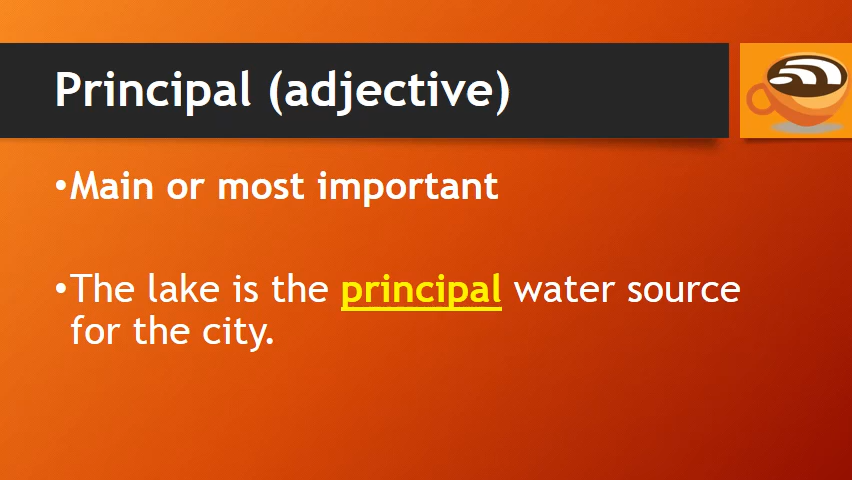 Principal (adjective)
•Main or most important
•The lake is the principal water source
for the city.